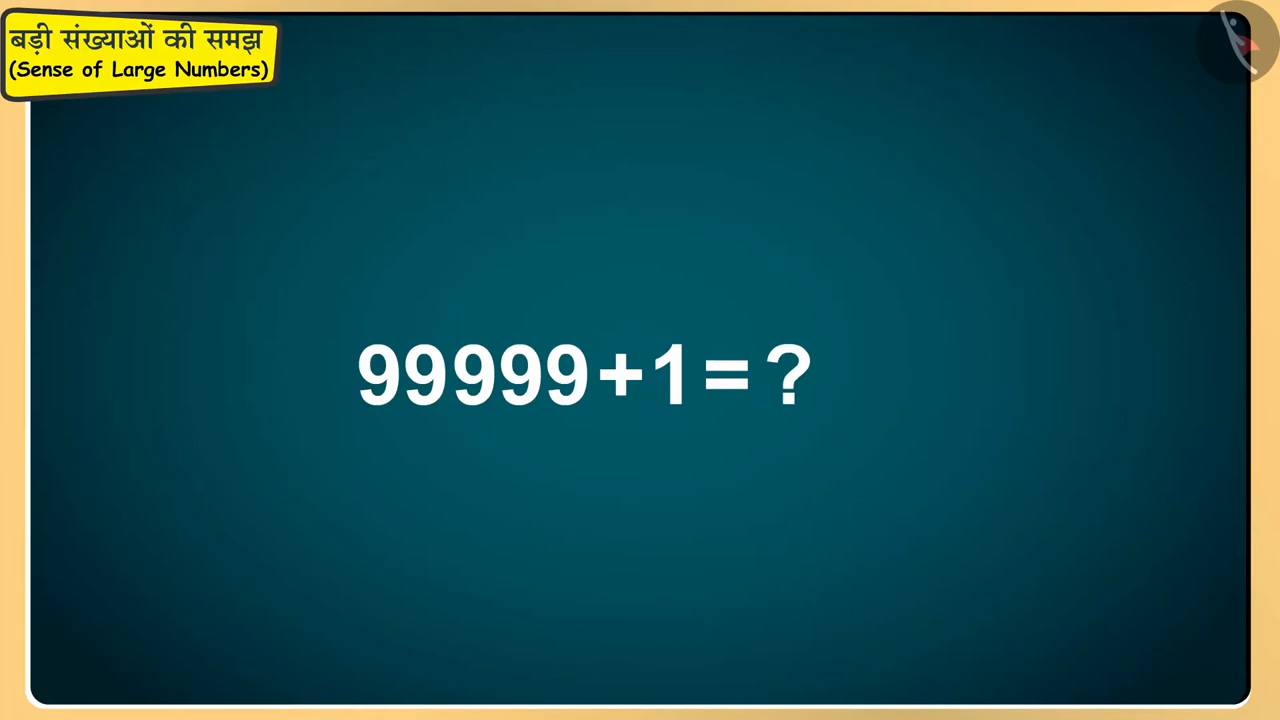 बड़ी संख्याओं की समझ
(Sense of Large Numbers)
99999+1=?